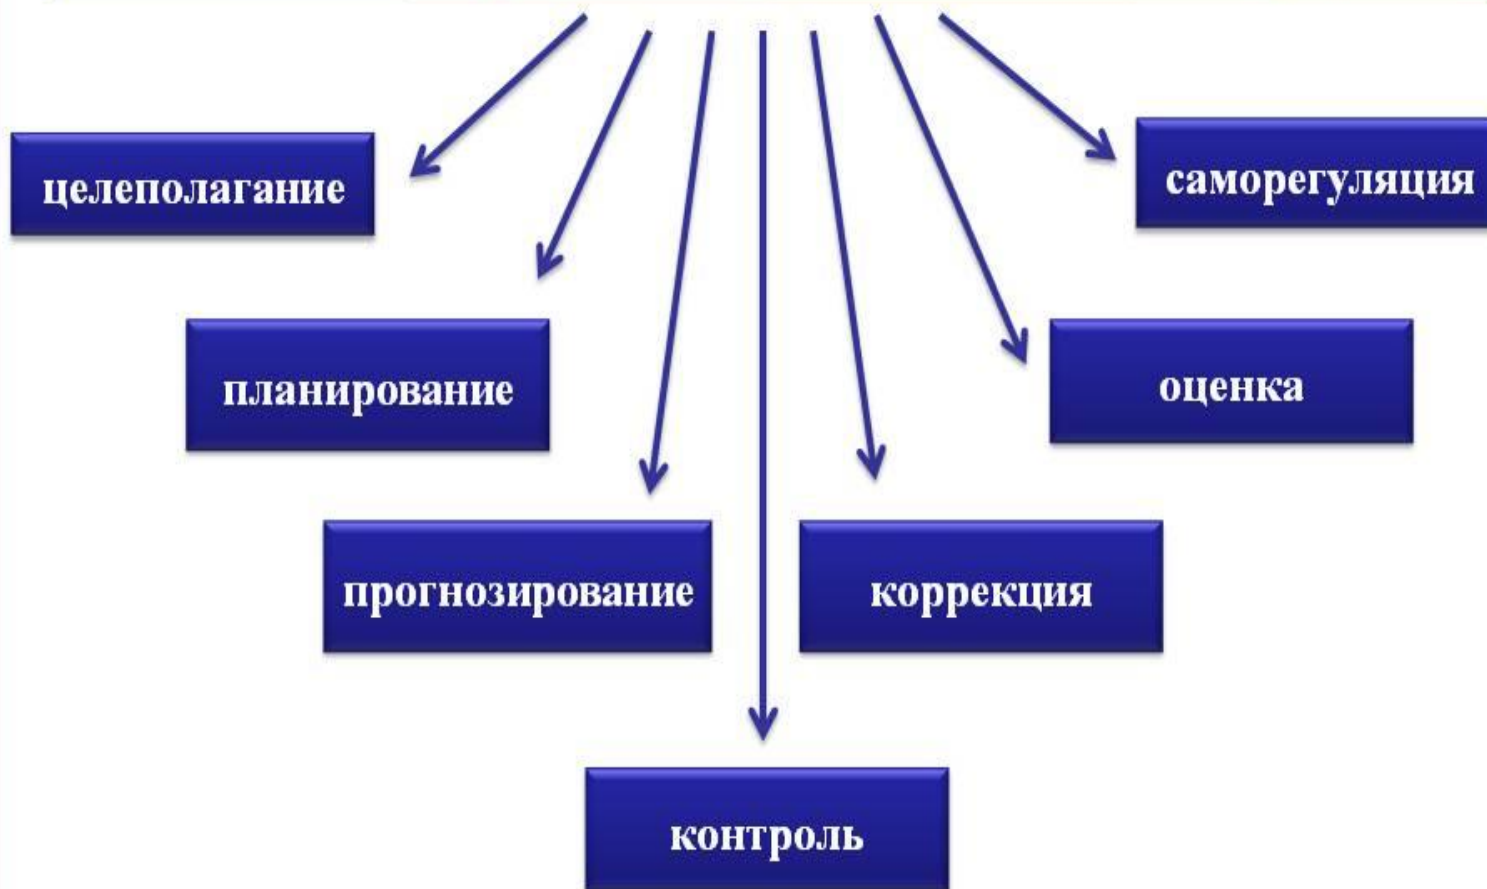 целеполагание
саморегуляция
планирование
оценка
прогнозирование
коррекция
контроль